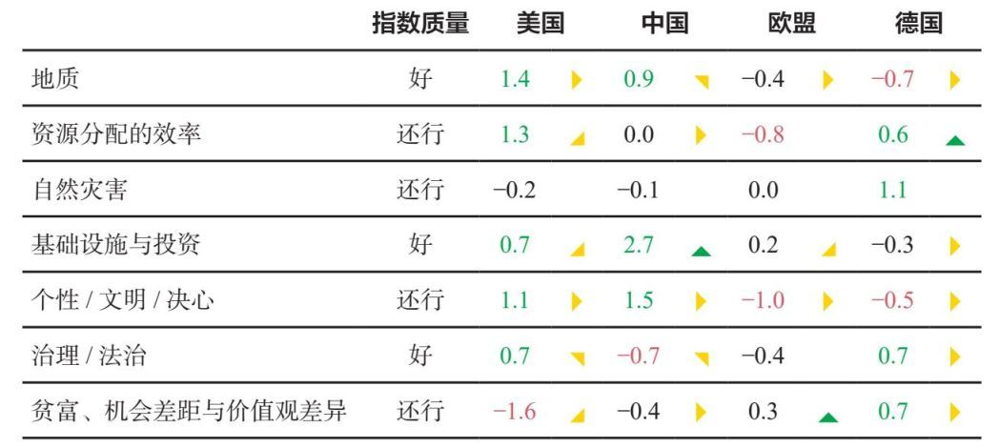 指数质量 美国 中国 欧盟 德国
地质 好 1.4 0.9 −0.4 −0.7
资源分配的效率 还行 1.3 0.0 −0.8 0.6
自然灾害 还行 −0.2 −0.1 0.0 1.1
基础设施与投资 好 0.7 2.7 0.2 −0.3
个性 / 文明 / 决心 还行 1.1 1.5 −1.0 −0.5
治理 / 法治 好 0.7 −0.7 −0.4 0.7
贫富、机会差距与价值观差异 还行 −1.6 −0.4 0.3 0.7